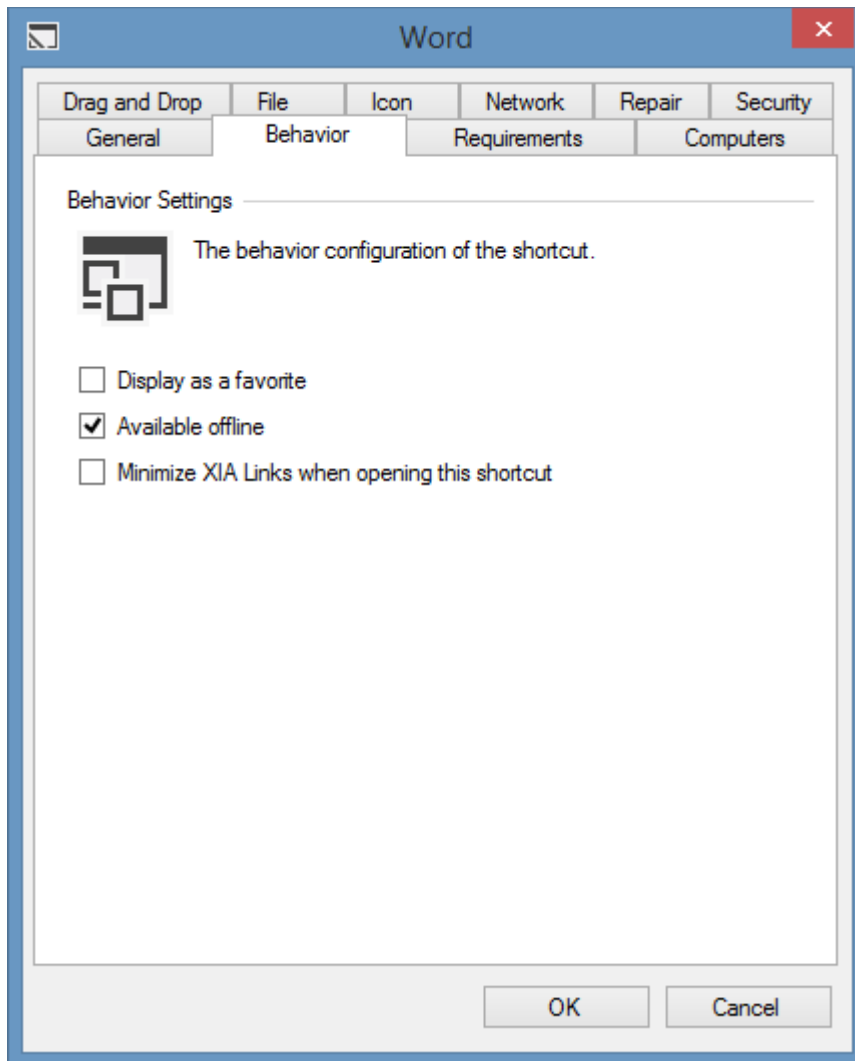 Word
Drag and Drop File Icon Network Repair Security
General Behavior Requirements Computers
Behavior Settings
The behavior configuration of the shortcut.
Display as a favorite
Available offline
Minimize XIA Links when opening this shortcut
OK Cancel